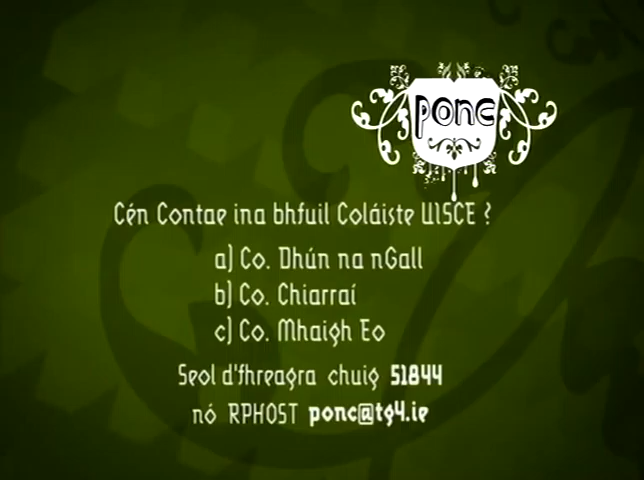 ponc
Cén Contae ina bhfuil Coláiste UISCE ?
a) Co. Dhún na nGall
b) Co. Chiarraí
c) Co. Mhaigh Eo
Seol d'fhreagra chuig 51844
nó RPHOST ponc@tg4.ie